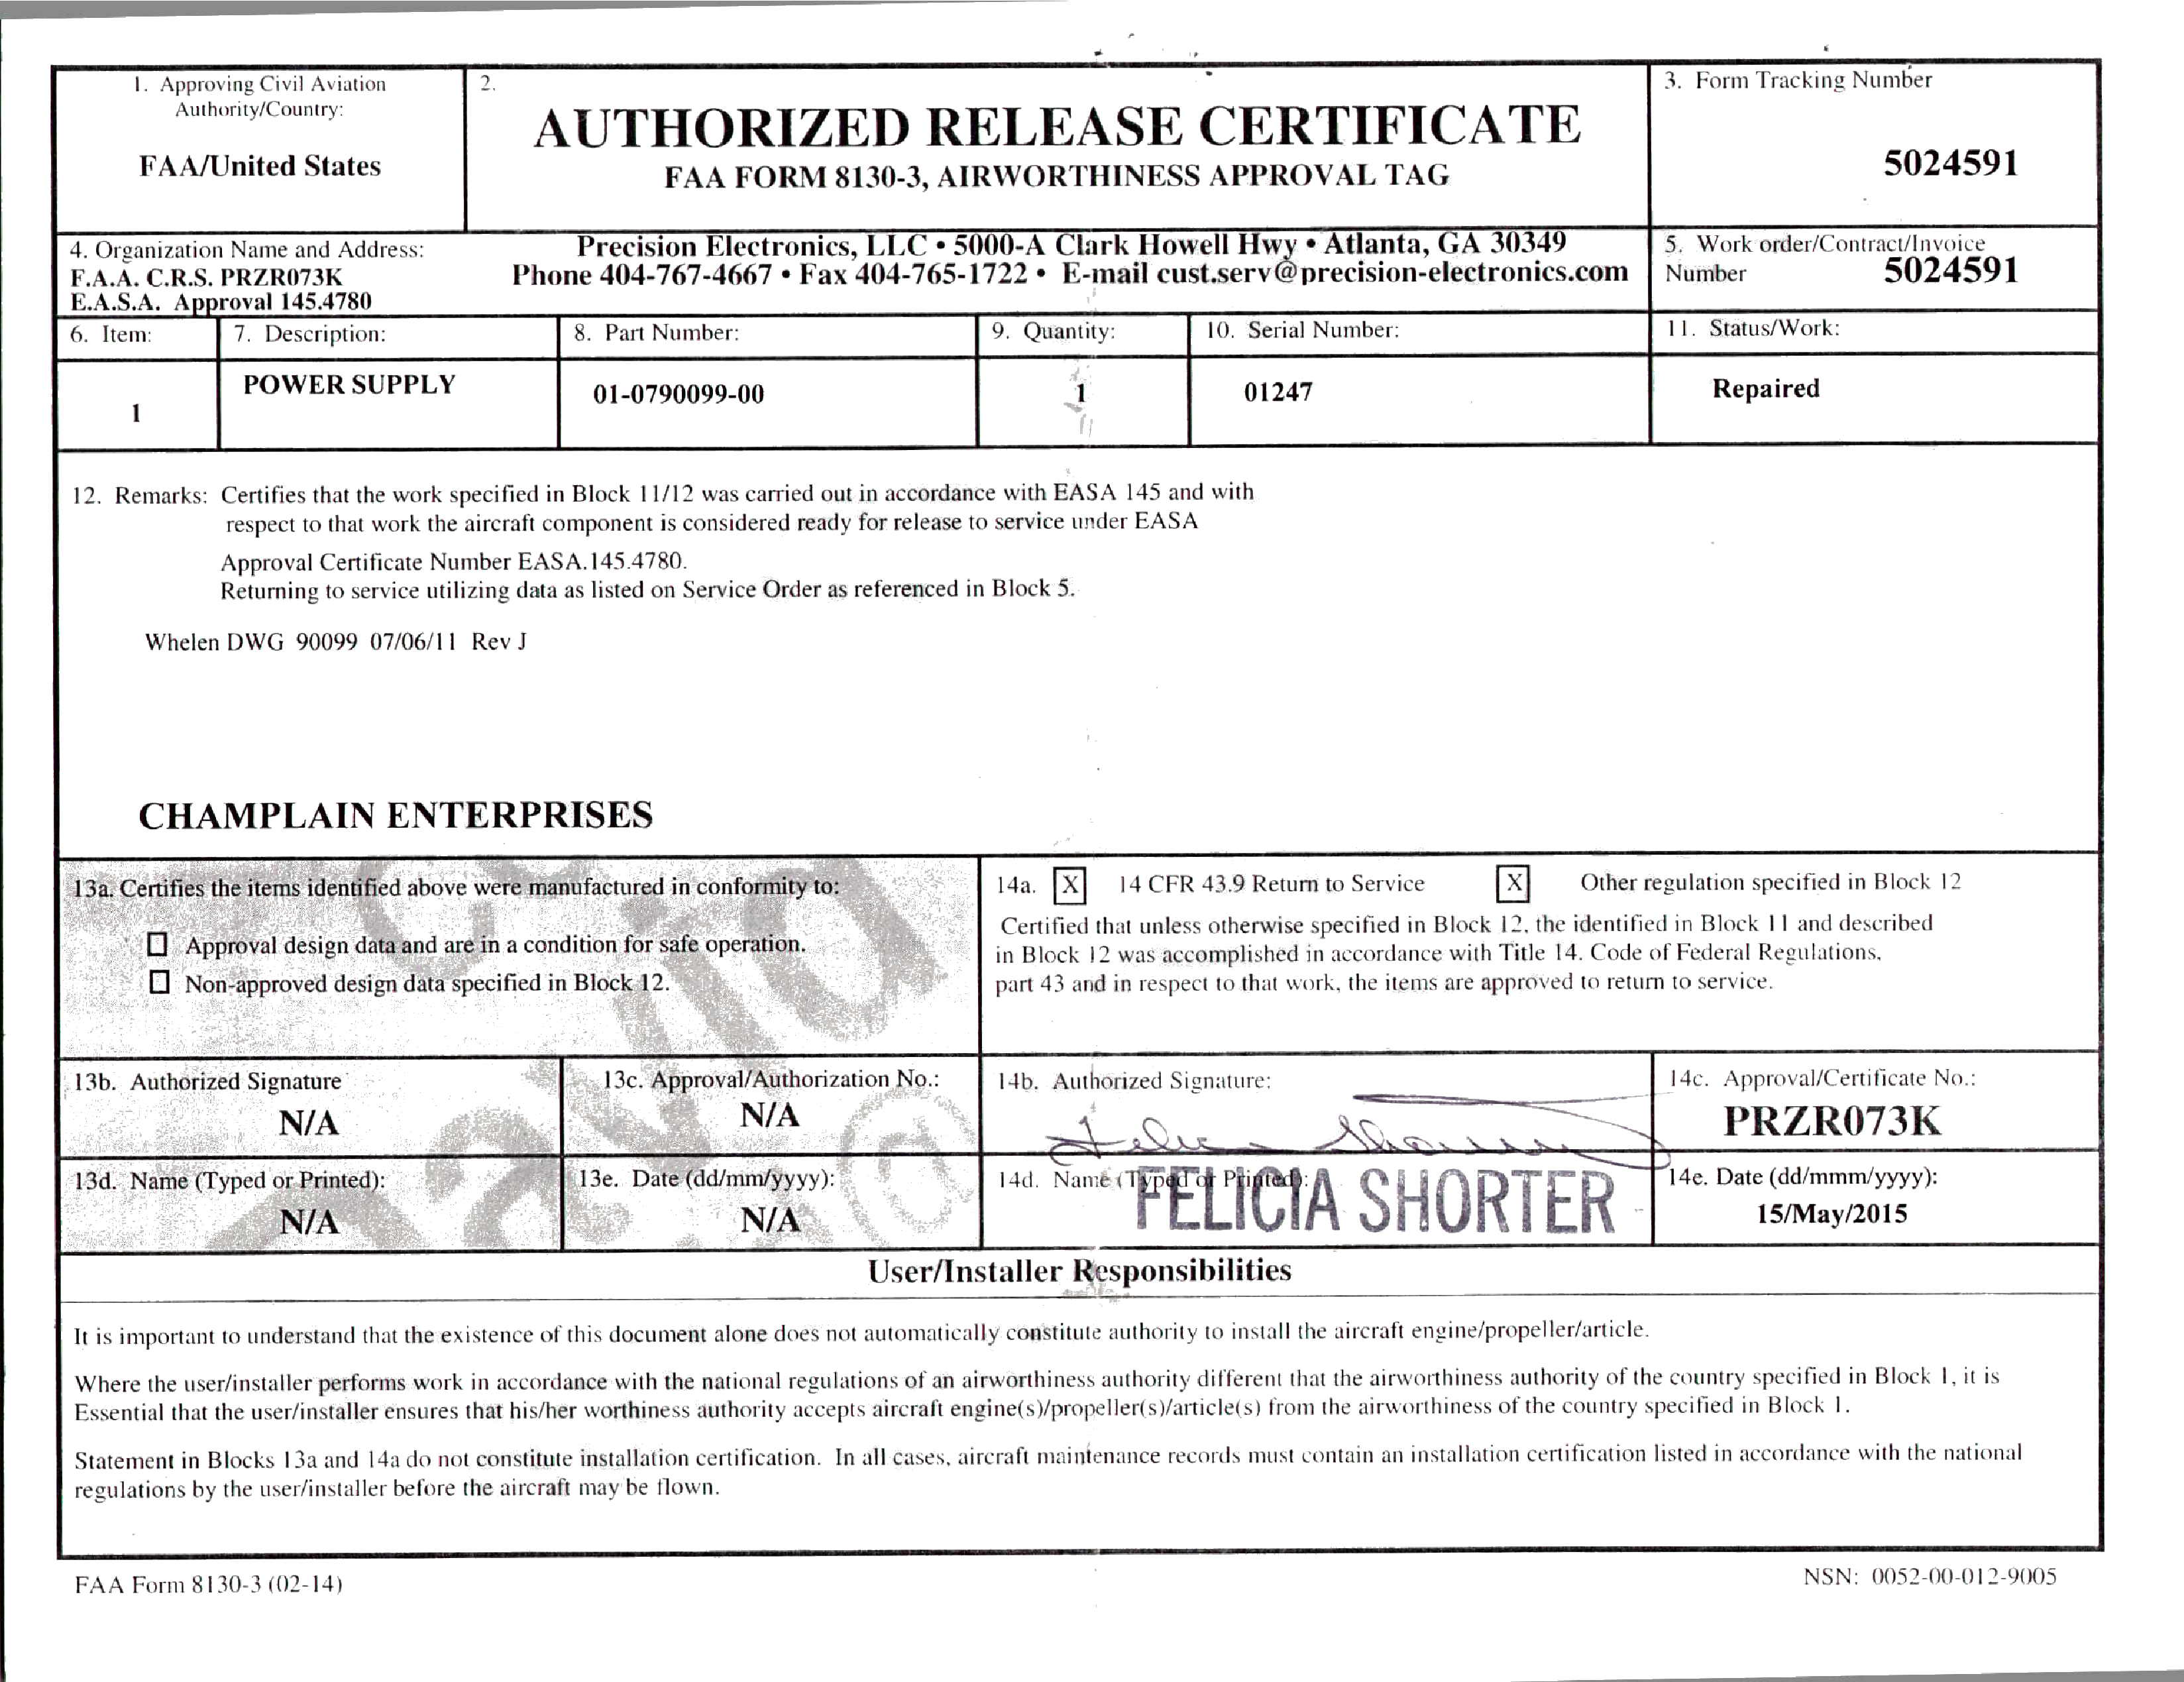 1. Approving Civil Aviation
Authority/Country:
FAA/United States
2.
AUTHORIZED RELEASE CERTIFICATE
FAA FORM 8130-3, AIRWORTHINESS APPROVAL TAG
3. Form Tracking Number
5024591
4. Organization Name and Address:
F.A.A. C.R.S. PRZR073K
E.A.S.A. Approval 145.4780
Precision Electronics, LLC • 5000-A Clark Howell Hwy • Atlanta, GA 30349
Phone 404-767-4667 • Fax 404-765-1722 • E-mail cust.serv@precision-electronics.com
5. Work order/Contract/Invoice
Number 5024591
6. Item:
7. Description:
8. Part Number:
9. Quantity:
10. Serial Number:
11. Status/Work:
1
POWER SUPPLY
01-0790099-00
1
01247
Repaired
12. Remarks: Certifies that the work specified in Block 11/12 was carried out in accordance with EASA 145 and with
respect to that work the aircraft component is considered ready for release to service under EASA
Approval Certificate Number EASA.145.4780.
Returning to service utilizing data as listed on Service Order as referenced in Block 5.
Whelen DWG 90099 07/06/11 Rev J
CHAMPLAIN ENTERPRISES
13a. Certifies the items identified above were manufactured in conformity to:
Approval design data and are in a condition for safe operation.
Non-approved design data specified in Block 12.
14a. X 14 CFR 43.9 Return to Service X Other regulation specified in Block 12
Certified that unless otherwise specified in Block 12, the identified in Block 11 and described
in Block 12 was accomplished in accordance with Title 14. Code of Federal Regulations,
part 43 and in respect to that work, the items are approved to return to service.
13b. Authorized Signature
N/A
13c. Approval/Authorization No.:
N/A
14b. Authorized Signature:
Felicia Shorter
14c. Approval/Certificate No.:
PRZR073K
13d. Name (Typed or Printed):
N/A
13e. Date (dd/mm/yyyy):
N/A
14d. Name (Typed or Printed):
FELICIA SHORTER
14e. Date (dd/mmm/yyyy):
15/May/2015
User/Installer Responsibilities
It is important to understand that the existence of this document alone does not automatically constitute authority to install the aircraft engine/propeller/article.
Where the user/installer performs work in accordance with the national regulations of an airworthiness authority different that the airworthiness authority of the country specified in Block 1, it is
Essential that the user/installer ensures that his/her worthiness authority accepts aircraft engine(s)/propeller(s)/article(s) from the airworthiness of the country specified in Block 1.
Statement in Blocks 13a and 14a do not constitute installation certification. In all cases, aircraft maintenance records must contain an installation certification listed in accordance with the national
regulations by the user/installer before the aircraft may be flown.
FAA Form 8130-3 (02-14)
NSN: 0052-00-012-9005